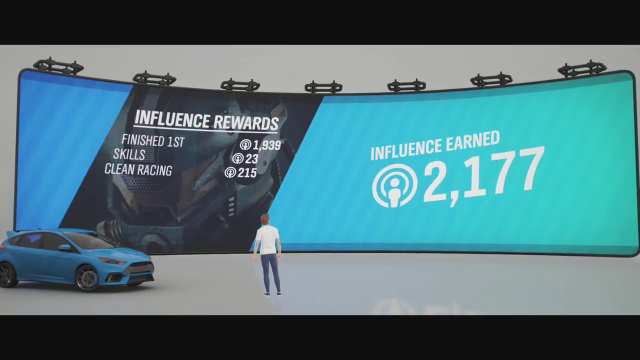 INFLUENCE REWARDS
FINISHED 1ST 1,939
SKILLS 23
CLEAN RACING 215
INFLUENCE EARNED
2,177